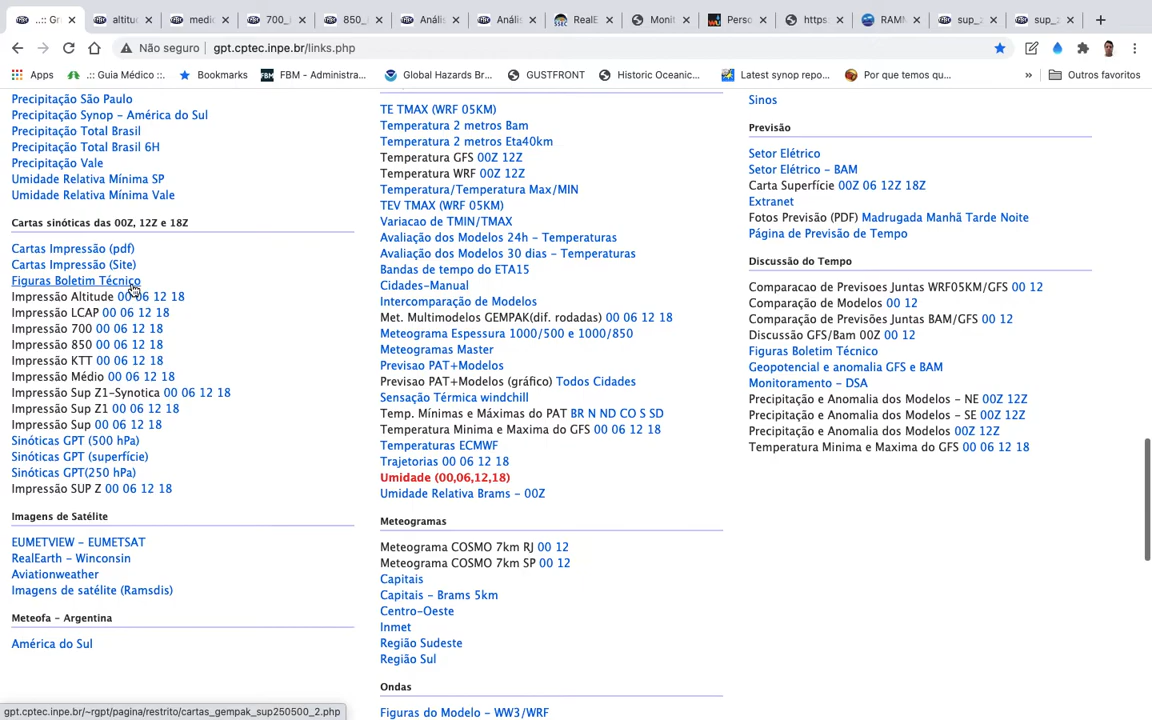 ..:: Gr
altitu
medic
700_
850_
Anális
Anális
RealE
Monit
Perso
https:
RAMM
sup_z
sup_z
Não seguro
gpt.cptec.inpe.br/links.php
Apps
.:: Guia Médico ::.
Bookmarks
FBM - Administra...
Global Hazards Br...
GUSTFRONT
Historic Oceanic...
Latest synop repo...
Por que temos qu...
»
Outros favoritos
Precipitação São Paulo
Precipitação Synop - América do Sul
Precipitação Total Brasil
Precipitação Total Brasil 6H
Precipitação Vale
Umidade Relativa Mínima SP
Umidade Relativa Mínima Vale
Cartas sinóticas das 00Z, 12Z e 18Z
Cartas Impressão (pdf)
Cartas Impressão (Site)
Figuras Boletim Técnico
Impressão Altitude 00 06 12 18
Impressão LCAP 00 06 12 18
Impressão 700 00 06 12 18
Impressão 850 00 06 12 18
Impressão KTT 00 06 12 18
Impressão Médio 00 06 12 18
Impressão Sup Z1-Synotica 00 06 12 18
Impressão Sup Z1 00 06 12 18
Impressão Sup 00 06 12 18
Sinóticas GPT (500 hPa)
Sinóticas GPT (superfície)
Sinóticas GPT(250 hPa)
Impressão SUP Z 00 06 12 18
Imagens de Satélite
EUMETVIEW - EUMETSAT
RealEarth - Winconsin
Aviationweather
Imagens de satélite (Ramsdis)
Meteofa - Argentina
América do Sul
TE TMAX (WRF 05KM)
Temperatura 2 metros Bam
Temperatura 2 metros Eta40km
Temperatura GFS 00Z 12Z
Temperatura WRF 00Z 12Z
Temperatura/Temperatura Max/MIN
TEV TMAX (WRF 05KM)
Variacao de TMIN/TMAX
Avaliação dos Modelos 24h - Temperaturas
Avaliação dos Modelos 30 dias - Temperaturas
Bandas de tempo do ETA15
Cidades-Manual
Intercomparação de Modelos
Met. Multimodelos GEMPAK(dif. rodadas) 00 06 12 18
Meteograma Espessura 1000/500 e 1000/850
Meteogramas Master
Previsao PAT+Modelos
Previsao PAT+Modelos (gráfico) Todos Cidades
Sensação Térmica windchill
Temp. Mínimas e Máximas do PAT BR N ND CO S SD
Temperatura Minima e Maxima do GFS 00 06 12 18
Temperaturas ECMWF
Trajetorias 00 06 12 18
Umidade (00,06,12,18)
Umidade Relativa Brams - 00Z
Meteogramas
Meteograma COSMO 7km RJ 00 12
Meteograma COSMO 7km SP 00 12
Capitais
Capitais - Brams 5km
Centro-Oeste
Inmet
Região Sudeste
Região Sul
Ondas
Figuras do Modelo - WW3/WRF
Sinos
Previsão
Setor Elétrico
Setor Elétrico - BAM
Carta Superfície 00Z 06 12Z 18Z
Extranet
Fotos Previsão (PDF) Madrugada Manhã Tarde Noite
Página de Previsão de Tempo
Discussão do Tempo
Comparacao de Previsoes Juntas WRF05KM/GFS 00 12
Comparação de Modelos 00 12
Comparação de Previsões Juntas BAM/GFS 00 12
Discussão GFS/Bam 00Z 00 12
Figuras Boletim Técnico
Geopotencial e anomalia GFS e BAM
Monitoramento - DSA
Precipitação e Anomalia dos Modelos - NE 00Z 12Z
Precipitação e Anomalia dos Modelos - SE 00Z 12Z
Precipitação e Anomalia dos Modelos 00Z 12Z
Temperatura Minima e Maxima do GFS 00 06 12 18
gpt.cptec.inpe.br/~rgpt/pagina/restrito/cartas_gempak_sup250500_2.php